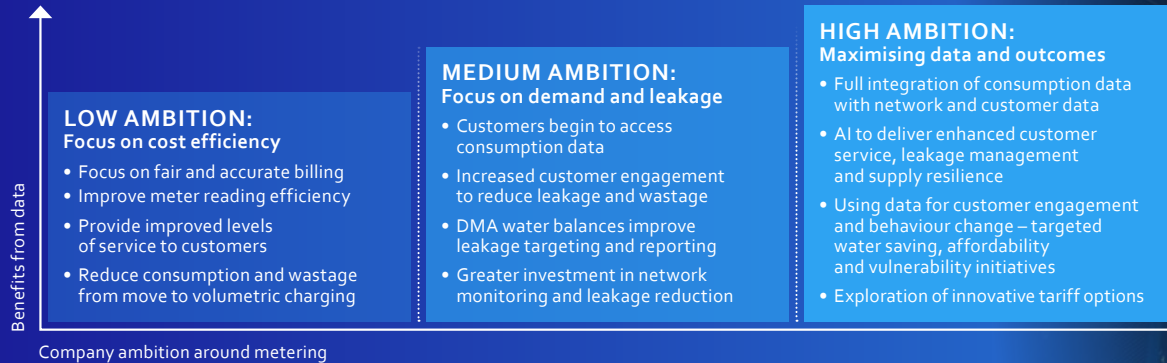 Benefits from data
LOW AMBITION:
Focus on cost efficiency
• Focus on fair and accurate billing
• Improve meter reading efficiency
• Provide improved levels
of service to customers
• Reduce consumption and wastage
from move to volumetric charging
MEDIUM AMBITION:
Focus on demand and leakage
• Customers begin to access
consumption data
• Increased customer engagement
to reduce leakage and wastage
• DMA water balances improve
leakage targeting and reporting
• Greater investment in network
monitoring and leakage reduction
HIGH AMBITION:
Maximising data and outcomes
• Full integration of consumption data
with network and customer data
• AI to deliver enhanced customer
service, leakage management
and supply resilience
• Using data for customer engagement
and behaviour change – targeted
water saving, affordability
and vulnerability initiatives
• Exploration of innovative tariff options
Company ambition around metering